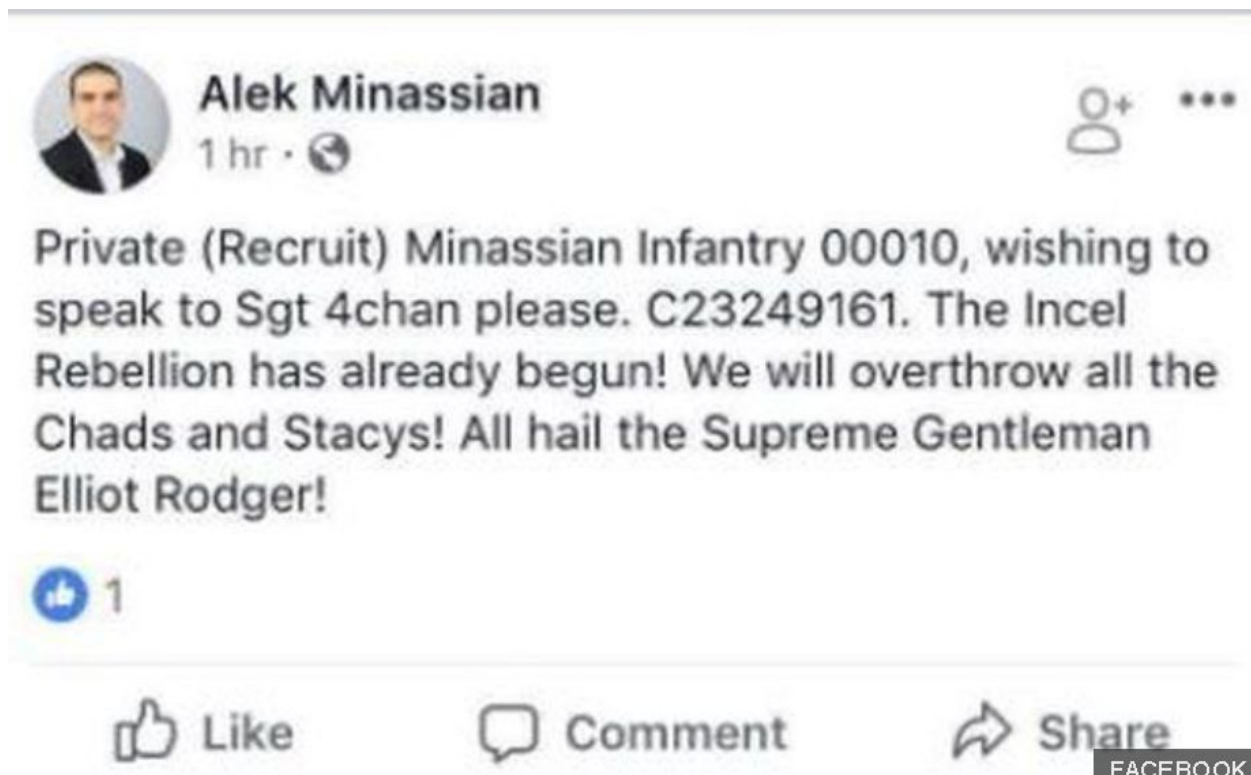 Alek Minassian
1 hr ·
Private (Recruit) Minassian Infantry 00010, wishing to
speak to Sgt 4chan please. C23249161. The Incel
Rebellion has already begun! We will overthrow all the
Chads and Stacys! All hail the Supreme Gentleman
Elliot Rodger!
1
Like Comment Share
FACEBOOK